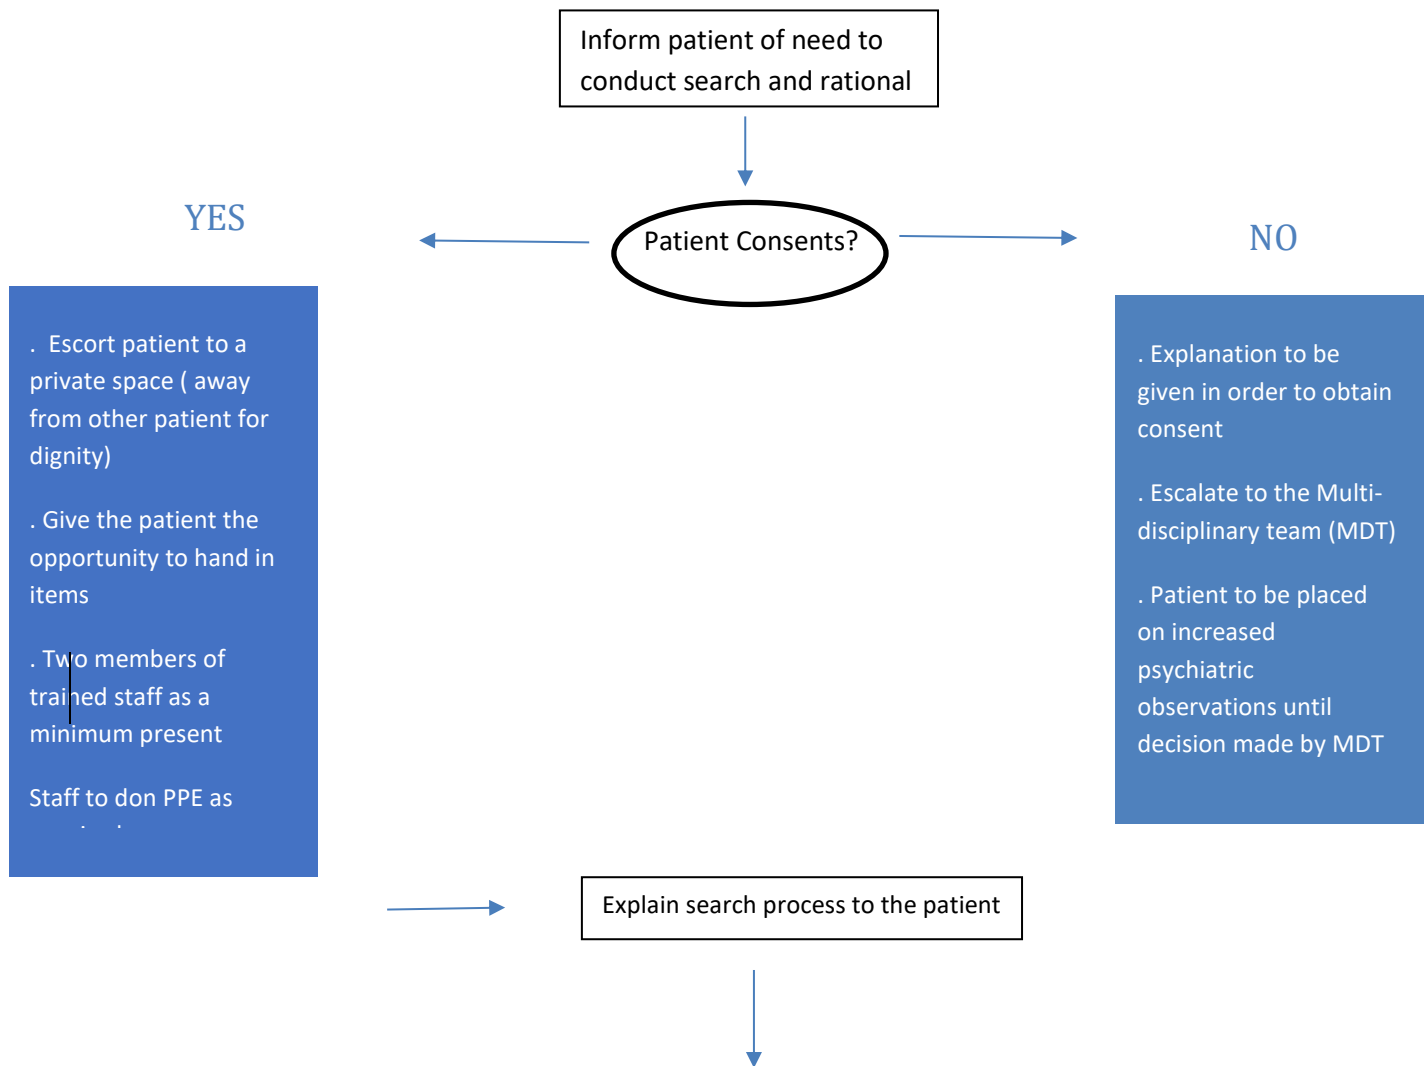 Inform patient of need to
conduct search and rational
YES
Patient Consents?
NO
. Escort patient to a
private space ( away
from other patient for
dignity)
. Give the patient the
opportunity to hand in
items
. Two members of
trained staff as a
minimum present
Staff to don PPE as
. Explanation to be
given in order to obtain
consent
. Escalate to the Multi-
disciplinary team (MDT)
. Patient to be placed
on increased
psychiatric
observations until
decision made by MDT
Explain search process to the patient